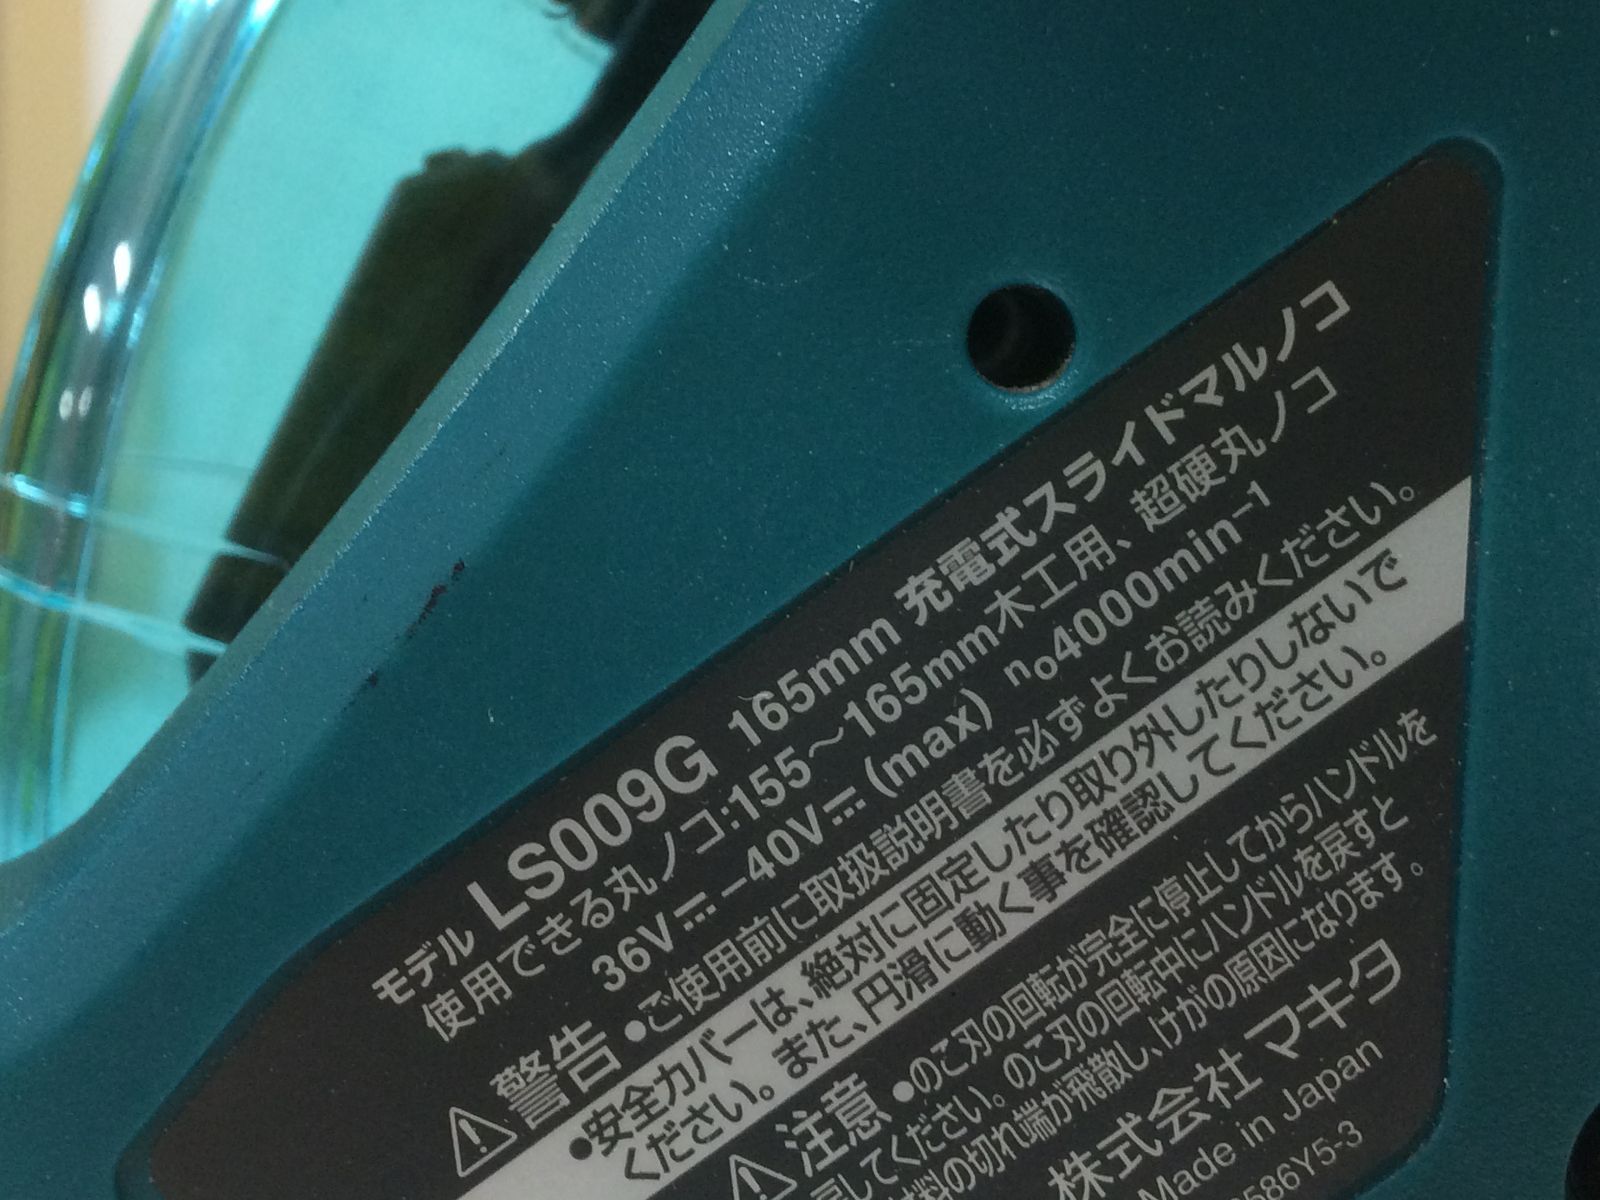 モデル LS009G 165mm 充電式スライドマルノコ
使用できる丸ノコ:155～165mm木工用、超硬丸ノコ
36V⎓–40V⎓(max) n₀4000min⁻¹
⚠警告 ●ご使用前に取扱説明書を必ずよくお読みください。
●安全カバーは、絶対に固定したり取り外したりしないで
ください。また、円滑に動く事を確認してください。
⚠注意 ●のこ刃の回転が完全に停止してからハンドルを
戻してください。のこ刃の回転中にハンドルを戻すと
材料の切れ端が飛散し、けがの原因になります。
株式会社 マキタ
Made in Japan
586Y5-3